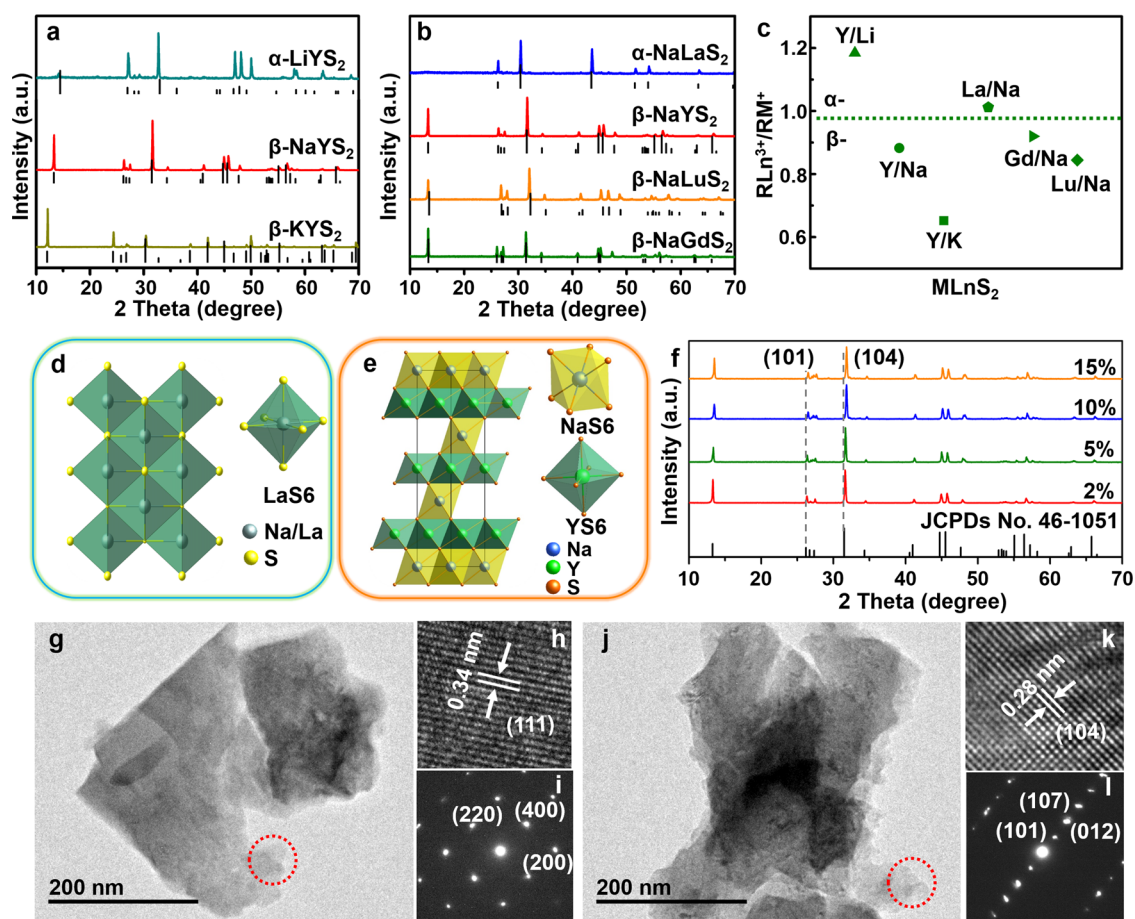 a
α-LiYS2
β-NaYS2
β-KYS2
Intensity (a.u.)
10 20 30 40 50 60 70
2 Theta (degree)
b
α-NaLaS2
β-NaYS2
β-NaLuS2
β-NaGdS2
Intensity (a.u.)
10 20 30 40 50 60 70
2 Theta (degree)
c
Y/Li
1.2
La/Na
1.0
α-
β-
Y/Na
Gd/Na
Lu/Na
0.8
Y/K
0.6
RLn3+/RM+
MLnS2
d
LaS6
Na/La
S
e
NaS6
YS6
Na
Y
S
f
(101)
(104)
15%
10%
5%
2%
JCPDs No. 46-1051
Intensity (a.u.)
10 20 30 40 50 60 70
2 Theta (degree)
g
200 nm
h
0.34 nm
(111)
i
(220)
(400)
(200)
j
200 nm
k
0.28 nm
(104)
l
(107)
(101)
(012)